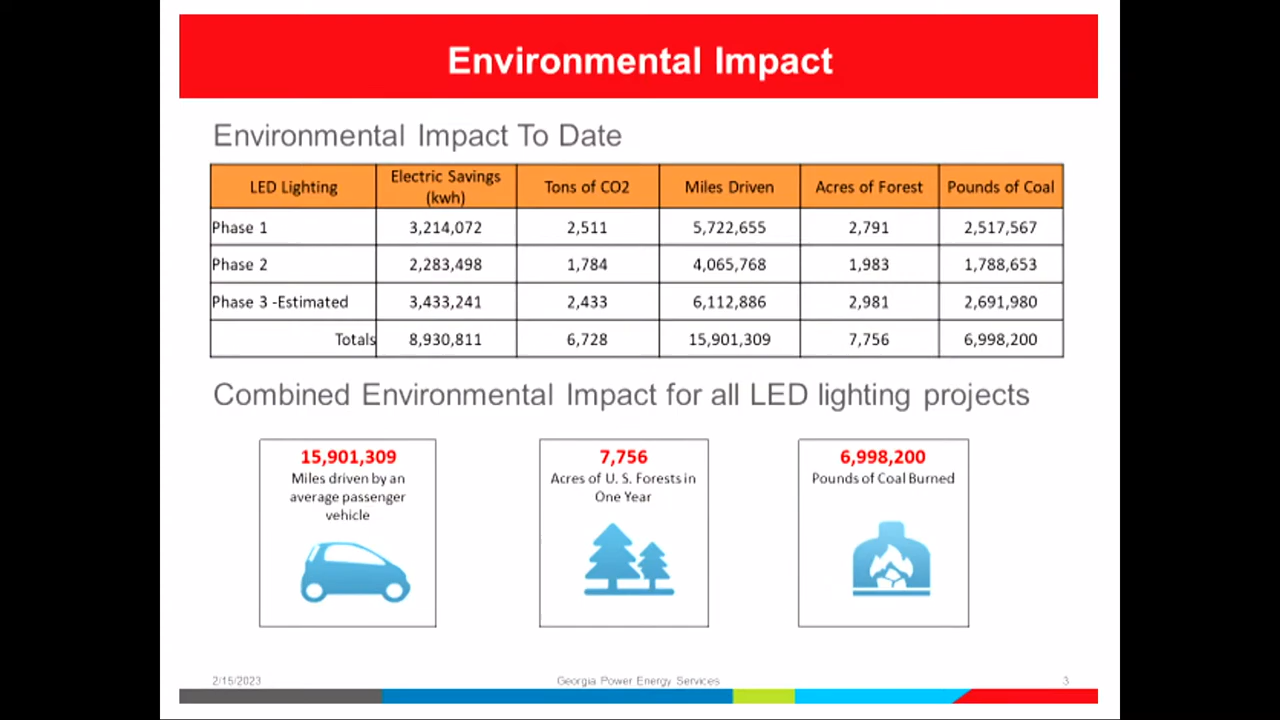 Environmental Impact
Environmental Impact To Date
LED Lighting Electric Savings (kwh) Tons of CO2 Miles Driven Acres of Forest Pounds of Coal
Phase 1 3,214,072 2,511 5,722,655 2,791 2,517,567
Phase 2 2,283,498 1,784 4,065,768 1,983 1,788,653
Phase 3 -Estimated 3,433,241 2,433 6,112,886 2,981 2,691,980
Totals 8,930,811 6,728 15,901,309 7,756 6,998,200
Combined Environmental Impact for all LED lighting projects
15,901,309
Miles driven by an
average passenger
vehicle
7,756
Acres of U. S. Forests in
One Year
6,998,200
Pounds of Coal Burned
2/15/2023 Georgia Power Energy Services 3